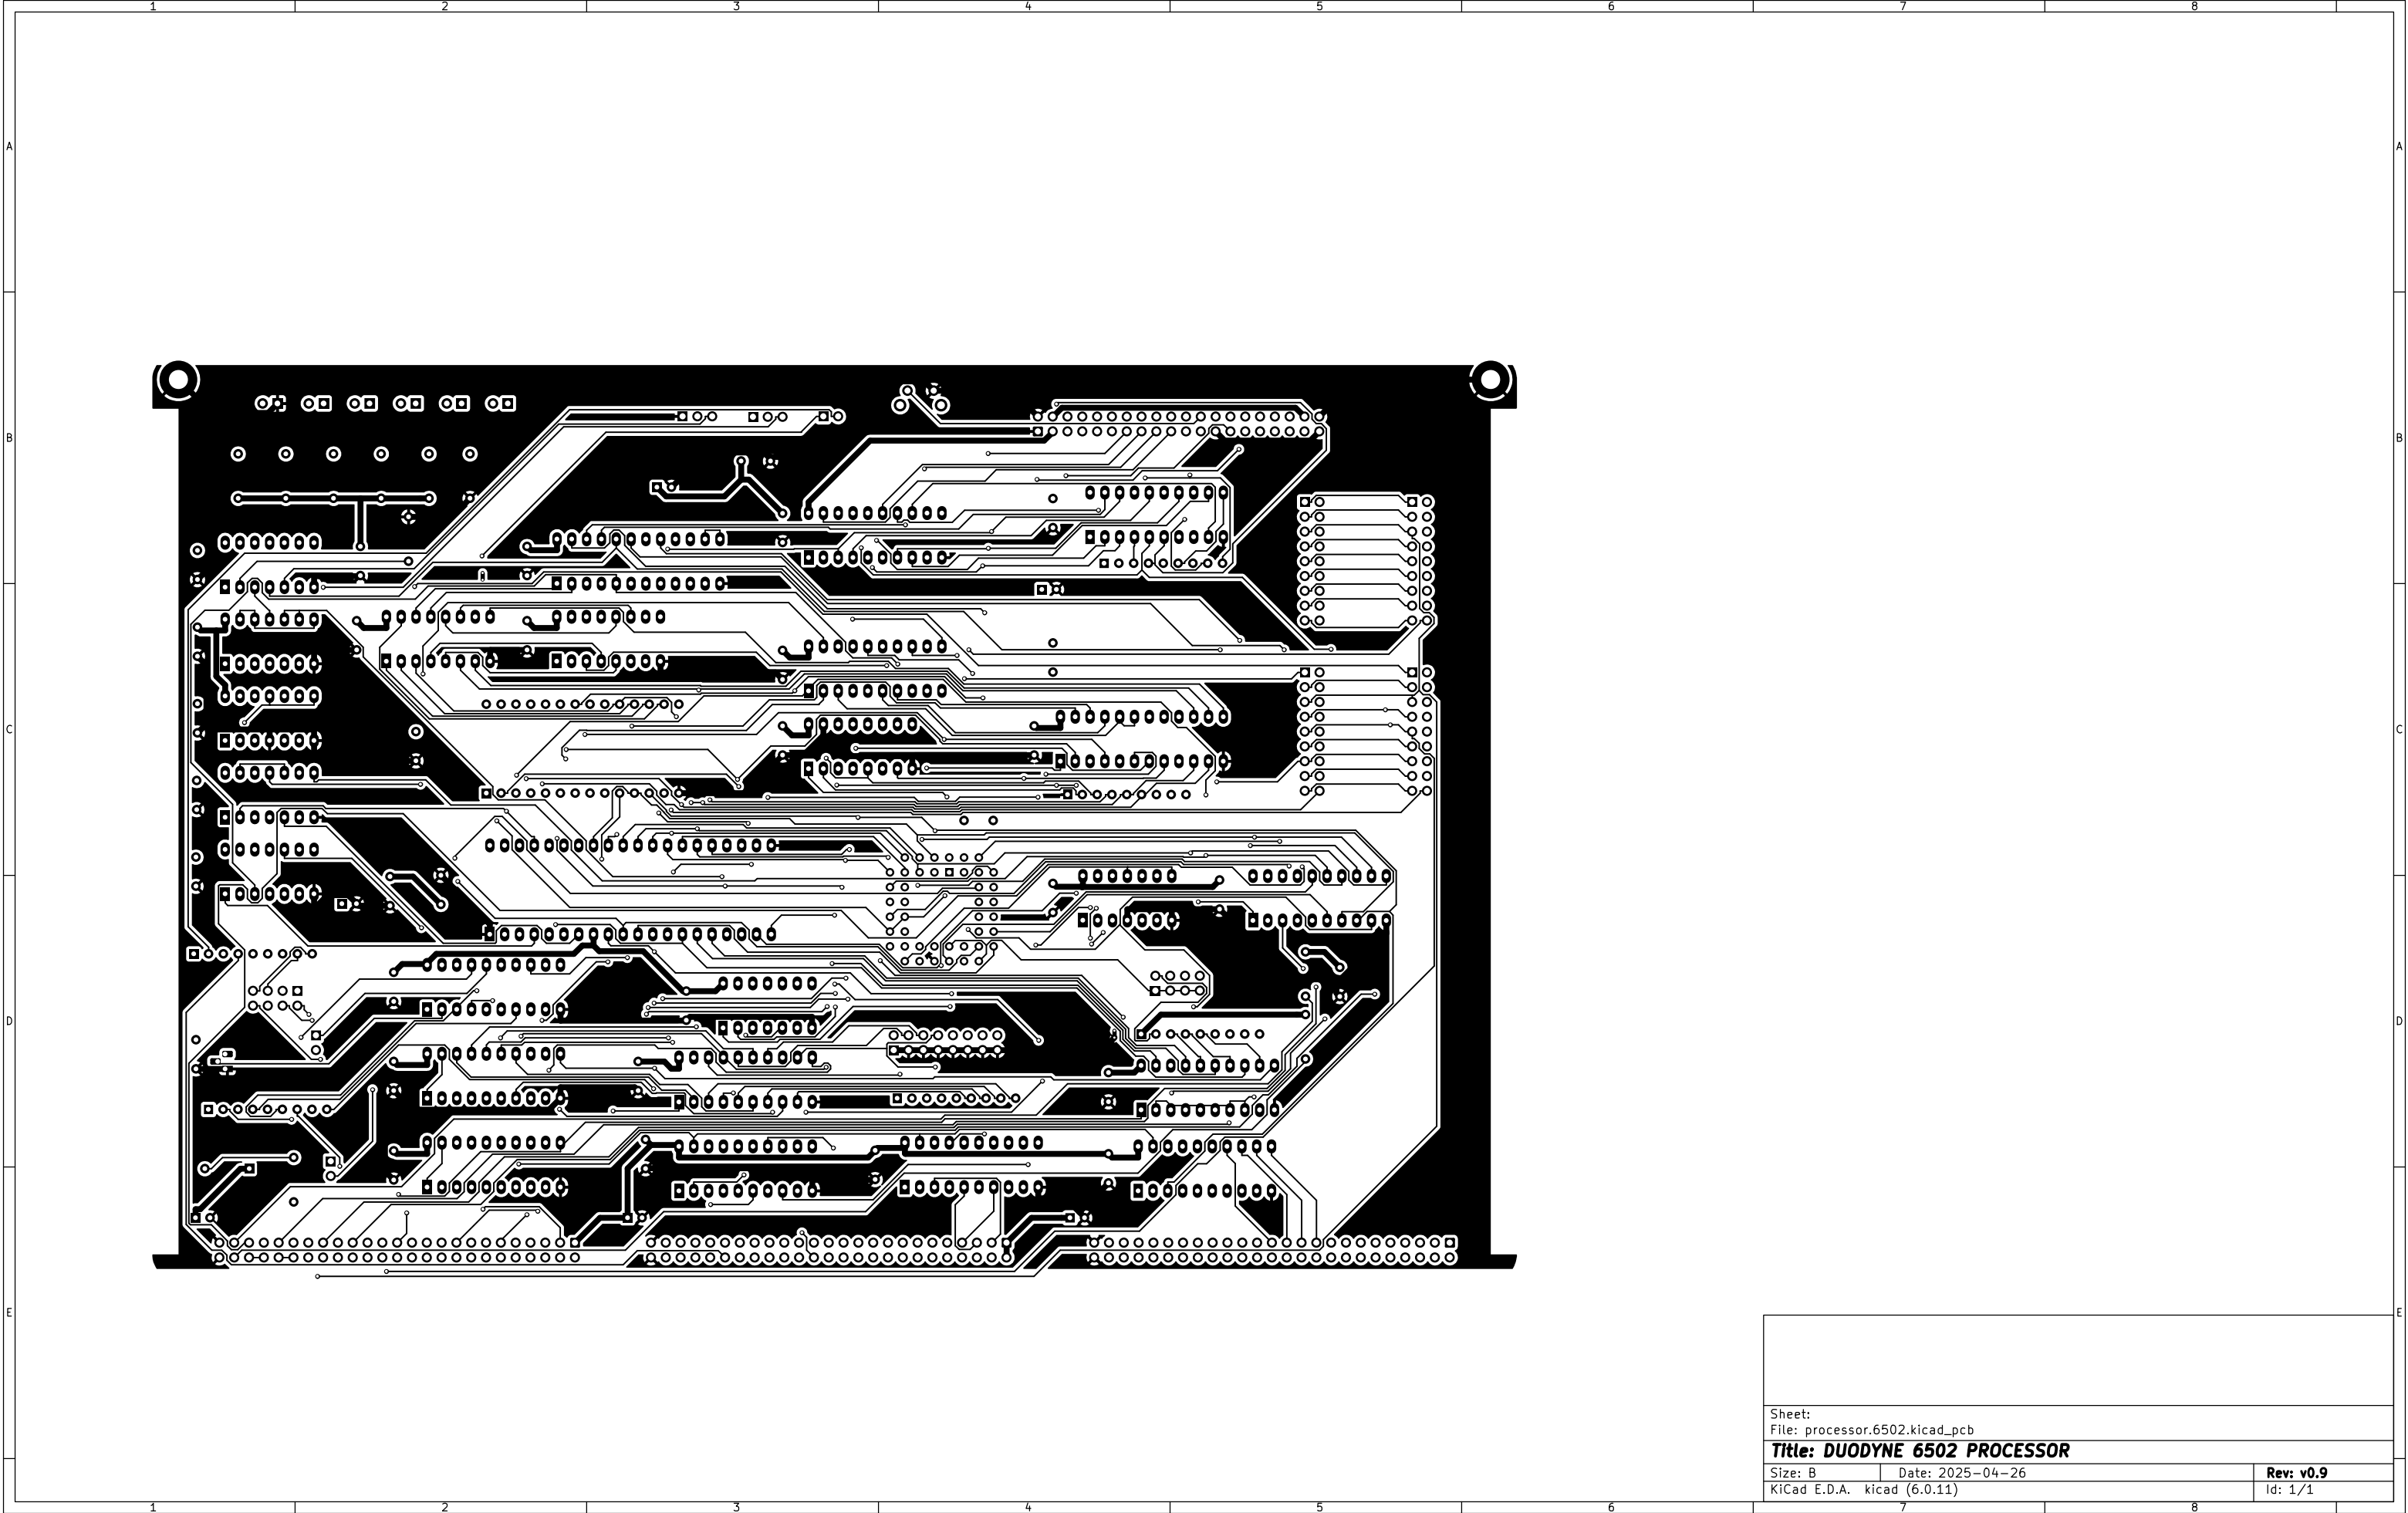 1 2 3 4 5 6 7 8
A A
B B
C C
D D
E E
Sheet:
File: processor.6502.kicad_pcb
Title: DUODYNE 6502 PROCESSOR
Size: B Date: 2025-04-26 Rev: v0.9
KiCad E.D.A. kicad (6.0.11) Id: 1/1
1 2 3 4 5 6 7 8